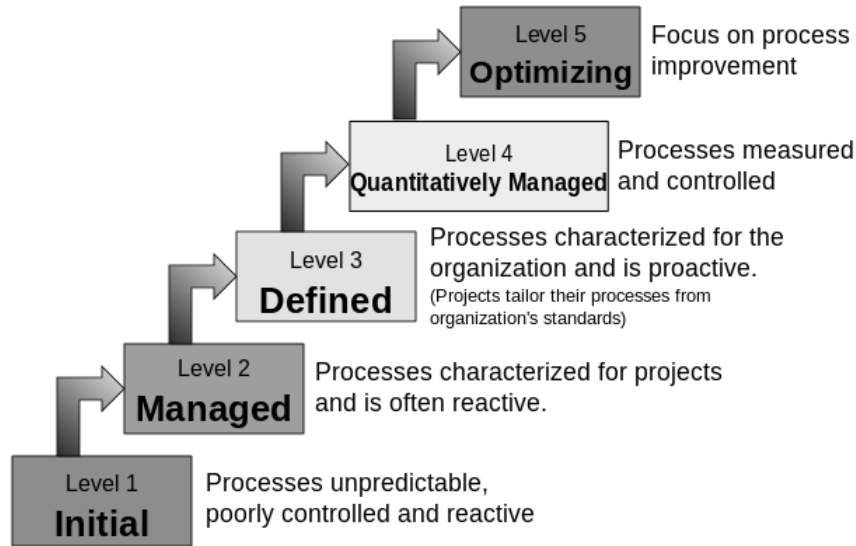 Level 5
Optimizing
Focus on process
improvement
Level 4
Quantitatively Managed
Processes measured
and controlled
Level 3
Defined
Processes characterized for the
organization and is proactive.
(Projects tailor their processes from
organization's standards)
Level 2
Managed
Processes characterized for projects
and is often reactive.
Level 1
Initial
Processes unpredictable,
poorly controlled and reactive